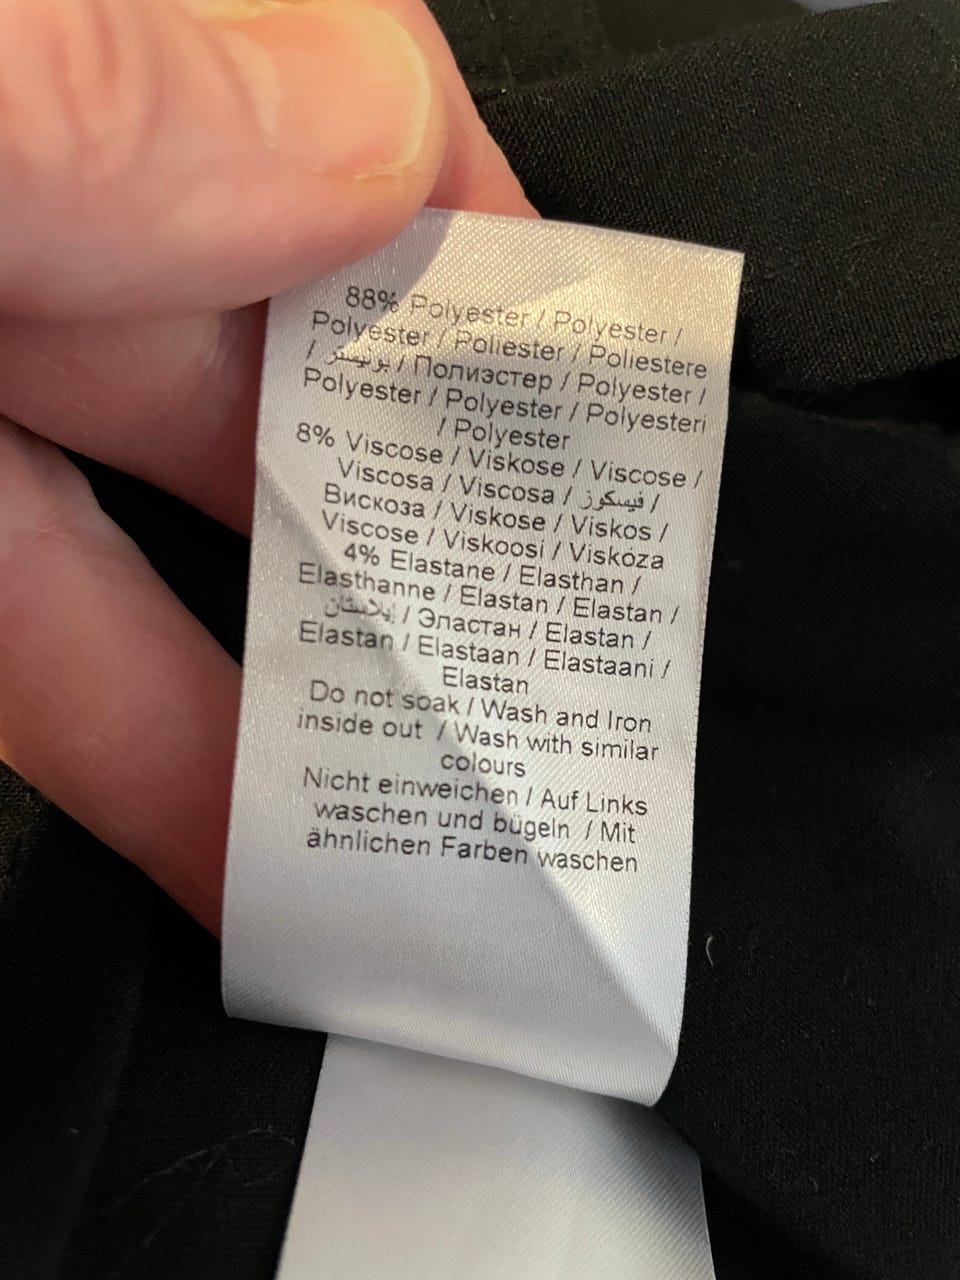 88% Polyester / Polyester /
Polyester / Poliester / Poliestere
/ بوليستر / Полиэстер / Polyester /
Polyester / Polyester / Polyesteri
/ Polyester
8% Viscose / Viskose / Viscose /
Viscosa / Viscosa / فيسكوز /
Вискоза / Viskose / Viskos /
Viscose / Viskoosi / Viskóza
4% Elastane / Elasthan /
Elasthanne / Elastan / Elastan /
إيلاستان / Эластан / Elastan /
Elastan / Elastaan / Elastaani /
Elastan
Do not soak / Wash and Iron
inside out / Wash with similar
colours
Nicht einweichen / Auf Links
waschen und bügeln / Mit
ähnlichen Farben waschen